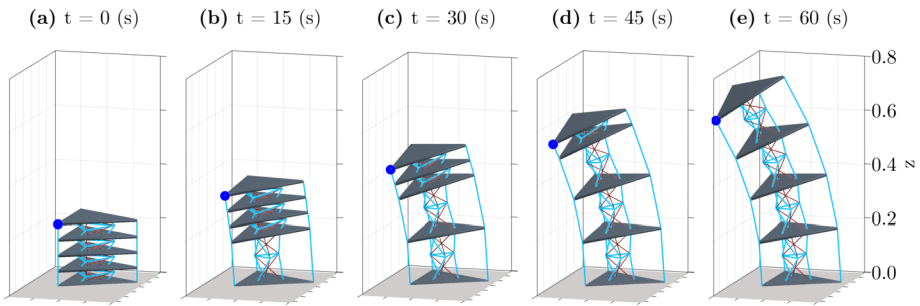 (a) t = 0 (s)
(b) t = 15 (s)
(c) t = 30 (s)
(d) t = 45 (s)
(e) t = 60 (s)
0.8
0.6
0.4
0.2
0.0
z